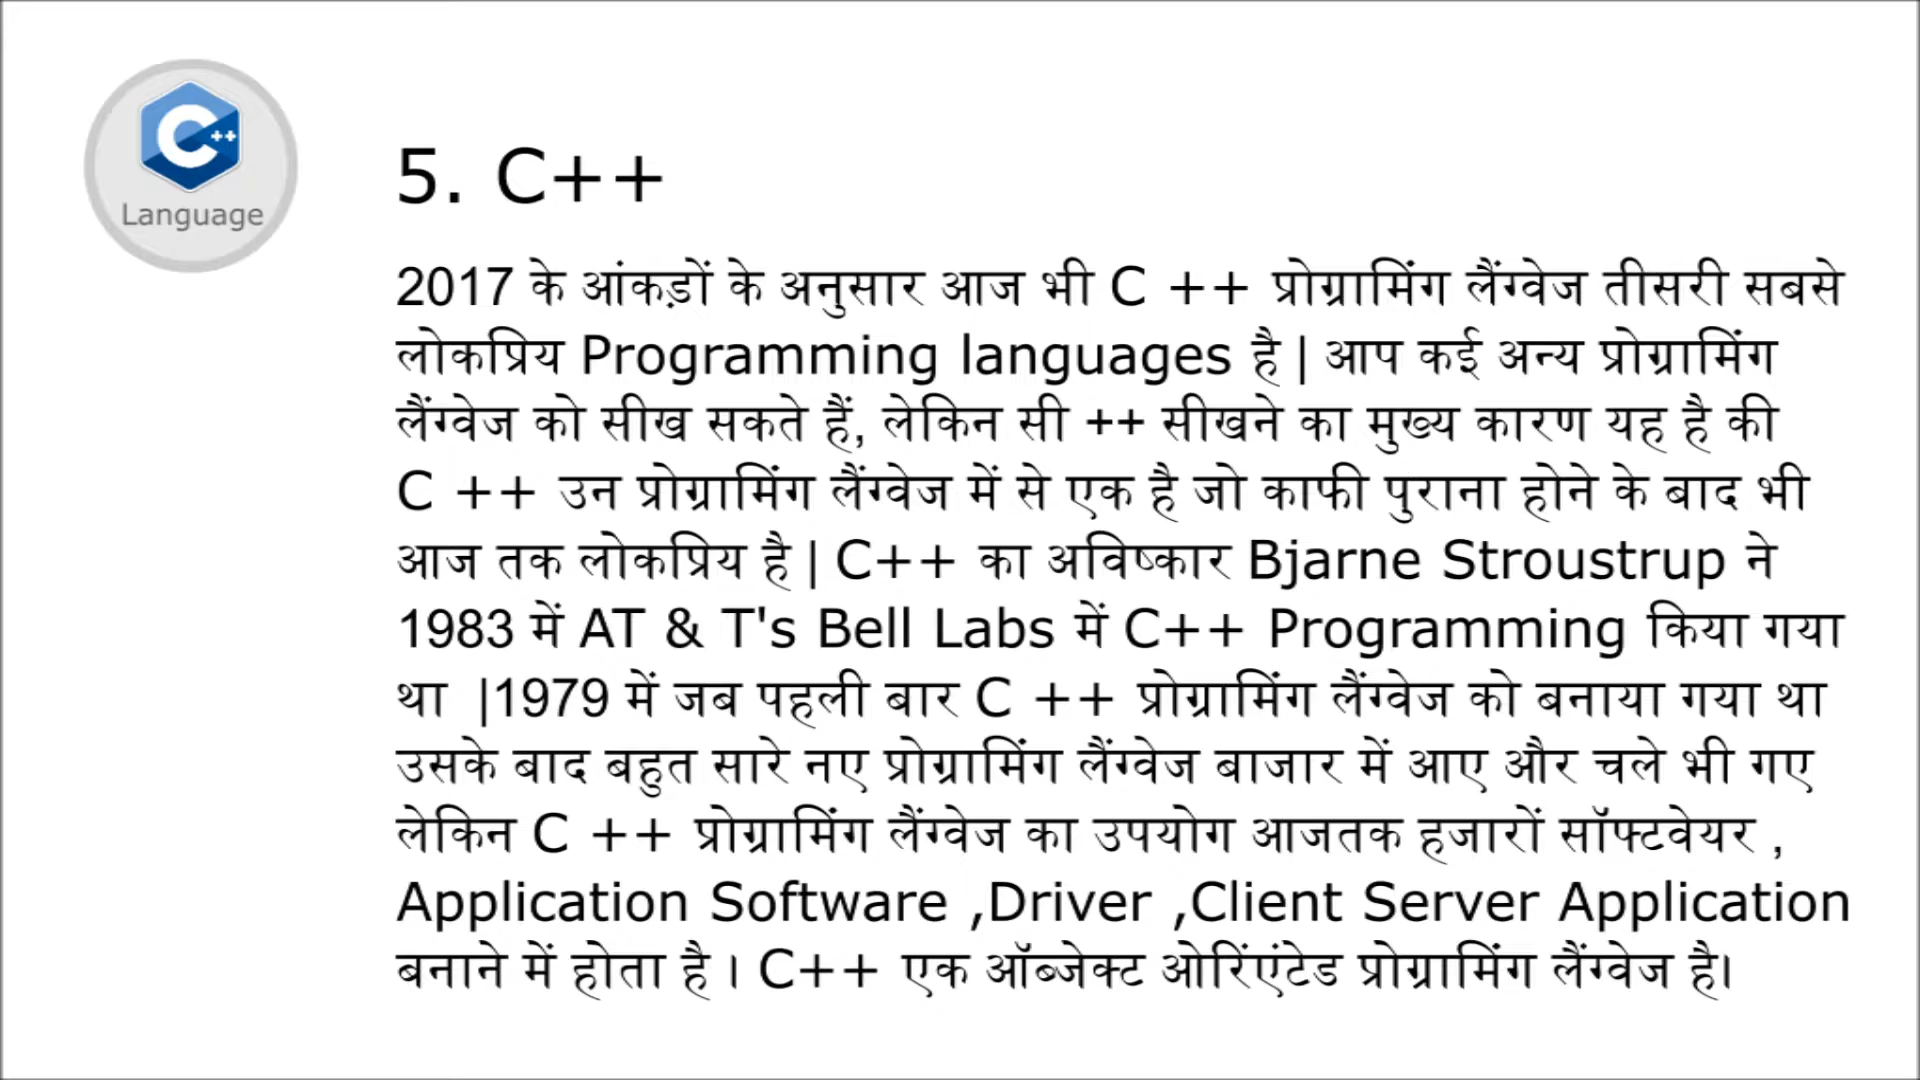 C++
Language
5. C++
2017 के आंकड़ों के अनुसार आज भी C ++ प्रोग्रामिंग लैंग्वेज तीसरी सबसे
लोकप्रिय Programming languages है | आप कई अन्य प्रोग्रामिंग
लैंग्वेज को सीख सकते हैं, लेकिन सी ++ सीखने का मुख्य कारण यह है की
C ++ उन प्रोग्रामिंग लैंग्वेज में से एक है जो काफी पुराना होने के बाद भी
आज तक लोकप्रिय है | C++ का अविष्कार Bjarne Stroustrup ने
1983 में AT & T's Bell Labs में C++ Programming किया गया
था |1979 में जब पहली बार C ++ प्रोग्रामिंग लैंग्वेज को बनाया गया था
उसके बाद बहुत सारे नए प्रोग्रामिंग लैंग्वेज बाजार में आए और चले भी गए
लेकिन C ++ प्रोग्रामिंग लैंग्वेज का उपयोग आजतक हजारों सॉफ्टवेयर ,
Application Software ,Driver ,Client Server Application
बनाने में होता है । C++ एक ऑब्जेक्ट ओरिंएंटेड प्रोग्रामिंग लैंग्वेज है।